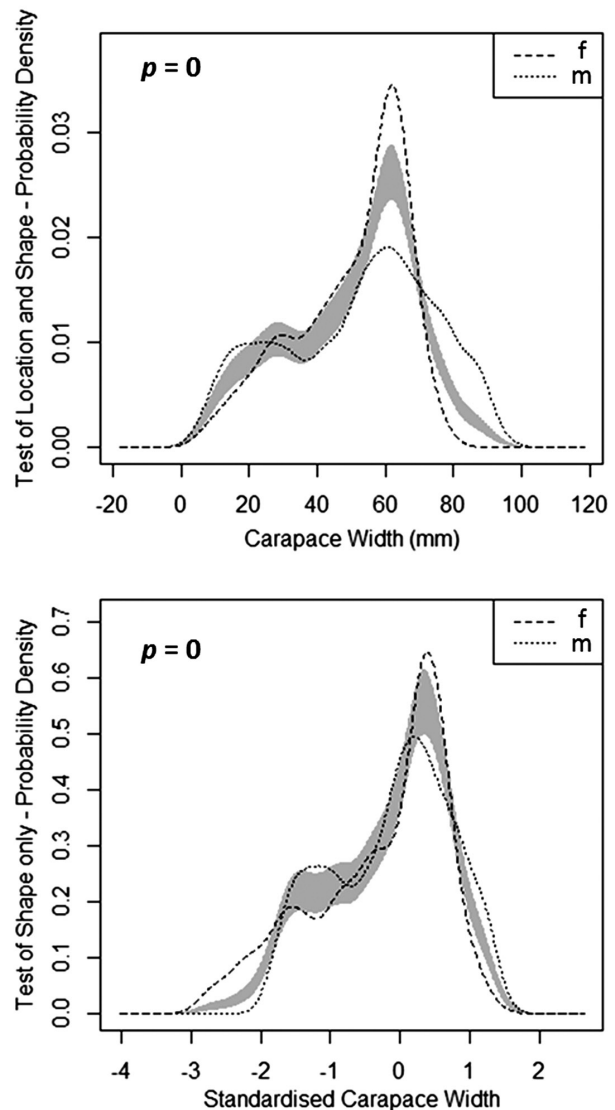 p = 0
f
m
Test of Location and Shape - Probability Density
0.03
0.02
0.01
0.00
-20 0 20 40 60 80 100 120
Carapace Width (mm)
p = 0
f
m
Test of Shape only - Probability Density
0.7
0.6
0.5
0.4
0.3
0.2
0.1
0.0
-4 -3 -2 -1 0 1 2
Standardised Carapace Width